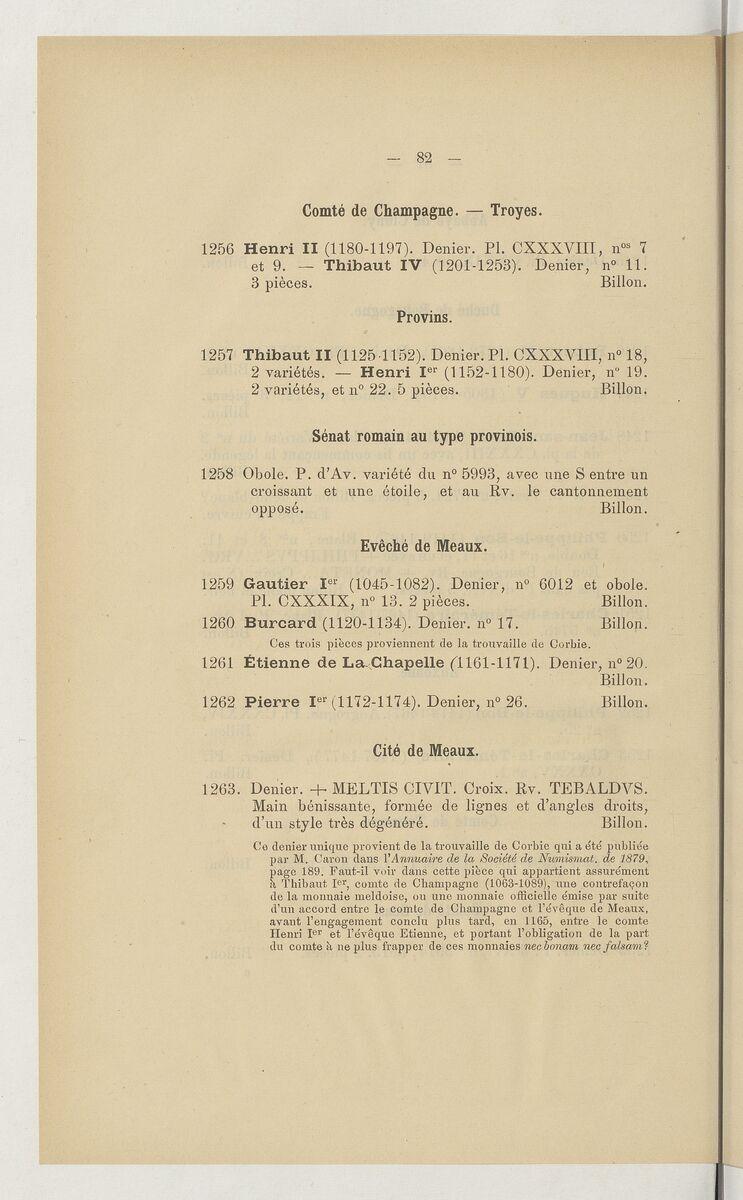 — 82 —
Comté de Champagne. — Troyes.
1256 Henri II (1180-1197). Denier. Pl. CXXXVIII, nos 7
et 9. — Thibaut IV (1201-1253). Denier, n° 11.
3 pièces. Billon.
Provins.
1257 Thibaut II (1125-1152). Denier. Pl. CXXXVIII, n° 18,
2 variétés. — Henri Ier (1152-1180). Denier, n° 19.
2 variétés, et n° 22. 5 pièces. Billon.
Sénat romain au type provinois.
1258 Obole. P. d'Av. variété du n° 5993, avec une S entre un
croissant et une étoile, et au Rv. le cantonnement
opposé. Billon.
Evêché de Meaux.
1259 Gautier Ier (1045-1082). Denier, n° 6012 et obole.
Pl. CXXXIX, n° 13. 2 pièces. Billon.
1260 Burcard (1120-1134). Denier. n° 17. Billon.
Ces trois pièces proviennent de la trouvaille de Corbie.
1261 Étienne de La Chapelle (1161-1171). Denier, n° 20.
Billon.
1262 Pierre Ier (1172-1174). Denier, n° 26. Billon.
Cité de Meaux.
1263. Denier. + MELTIS CIVIT. Croix. Rv. TEBALDVS.
Main bénissante, formée de lignes et d'angles droits,
d'un style très dégénéré. Billon.
Ce denier unique provient de la trouvaille de Corbie qui a été publiée
par M. Caron dans l'Annuaire de la Société de Numismat. de 1879,
page 189. Faut-il voir dans cette pièce qui appartient assurément
à Thibaut Ier, comte de Champagne (1063-1089), une contrefaçon
de la monnaie meldoise, ou une monnaie officielle émise par suite
d'un accord entre le comte de Champagne et l'évêque de Meaux,
avant l'engagement conclu plus tard, en 1165, entre le comte
Henri Ier et l'évêque Etienne, et portant l'obligation de la part
du comte à ne plus frapper de ces monnaies nec bonam nec falsam?